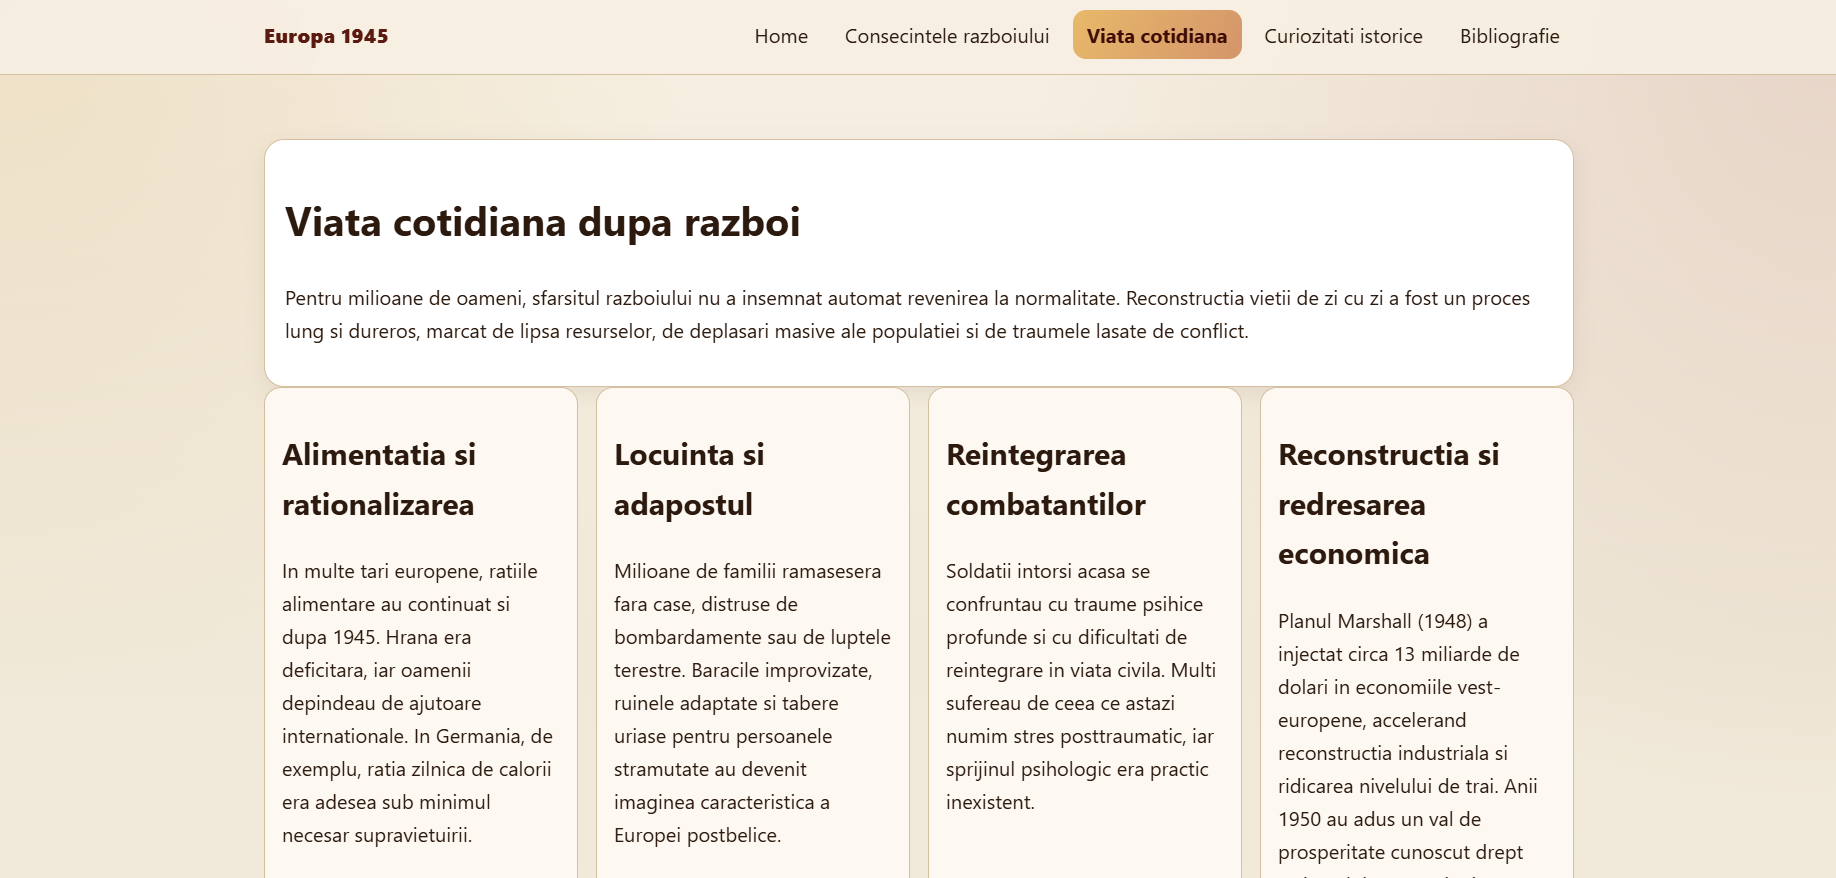 Europa 1945
Home
Consecintele razboiului
Viata cotidiana
Curiozitati istorice
Bibliografie
Viata cotidiana dupa razboi
Pentru milioane de oameni, sfarsitul razboiului nu a insemnat automat revenirea la normalitate. Reconstructia vietii de zi cu zi a fost un proces
lung si dureros, marcat de lipsa resurselor, de deplasari masive ale populatiei si de traumele lasate de conflict.
Alimentatia si
rationalizarea
In multe tari europene, ratiile
alimentare au continuat si
dupa 1945. Hrana era
deficitara, iar oamenii
depindeau de ajutoare
internationale. In Germania, de
exemplu, ratia zilnica de calorii
era adesea sub minimul
necesar supravietuirii.
Locuinta si
adapostul
Milioane de familii ramasesera
fara case, distruse de
bombardamente sau de luptele
terestre. Baracile improvizate,
ruinele adaptate si tabere
uriase pentru persoanele
stramutate au devenit
imaginea caracteristica a
Europei postbelice.
Reintegrarea
combatantilor
Soldatii intorsi acasa se
confruntau cu traume psihice
profunde si cu dificultati de
reintegrare in viata civila. Multi
sufereau de ceea ce astazi
numim stres posttraumatic, iar
sprijinul psihologic era practic
inexistent.
Reconstructia si
redresarea
economica
Planul Marshall (1948) a
injectat circa 13 miliarde de
dolari in economiile vest-
europene, accelerand
reconstructia industriala si
ridicarea nivelului de trai. Anii
1950 au adus un val de
prosperitate cunoscut drept